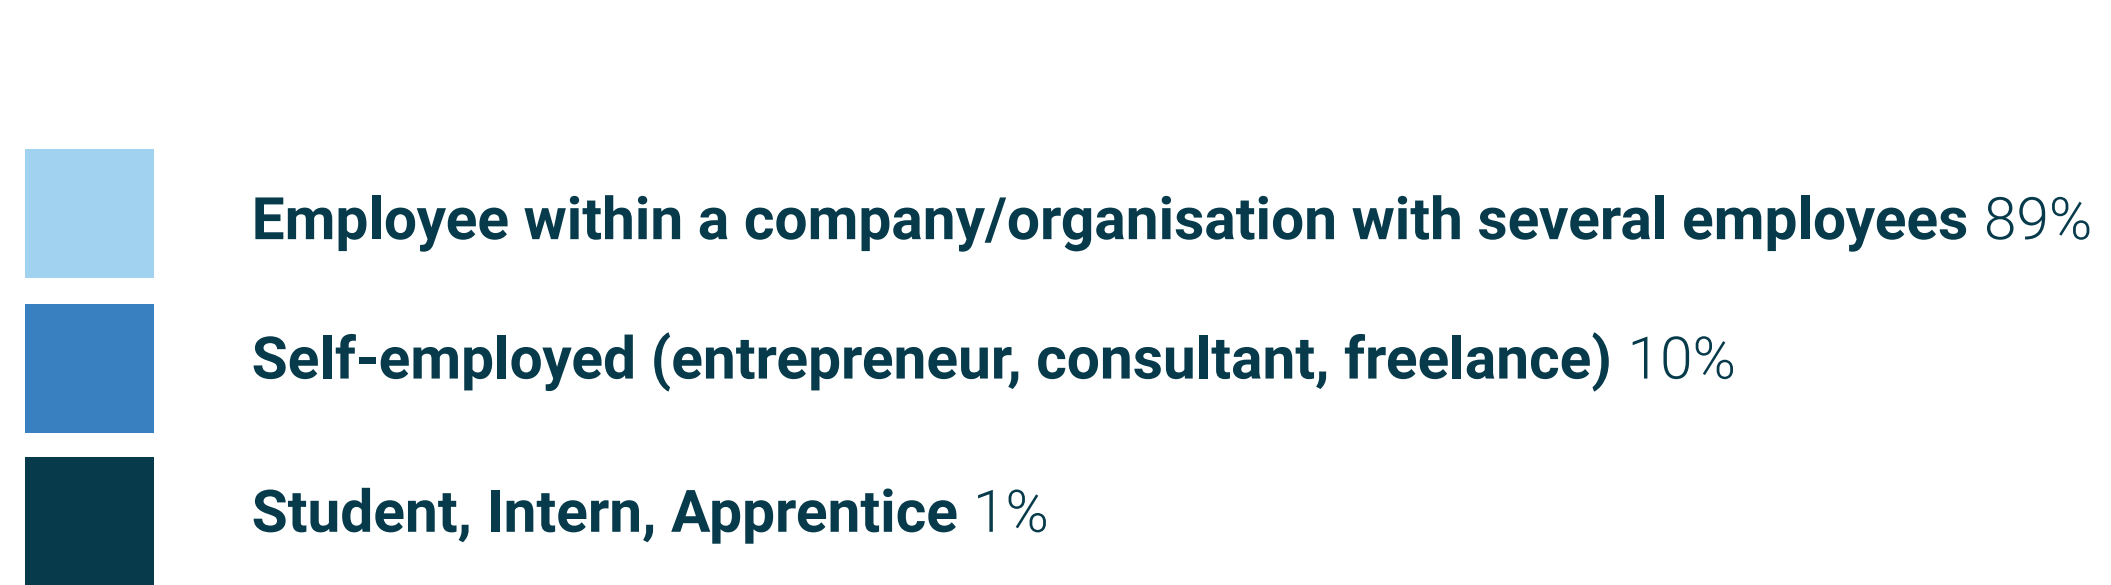 Employee within a company/organisation with several employees 89%
Self-employed (entrepreneur, consultant, freelance) 10%
Student, Intern, Apprentice 1%